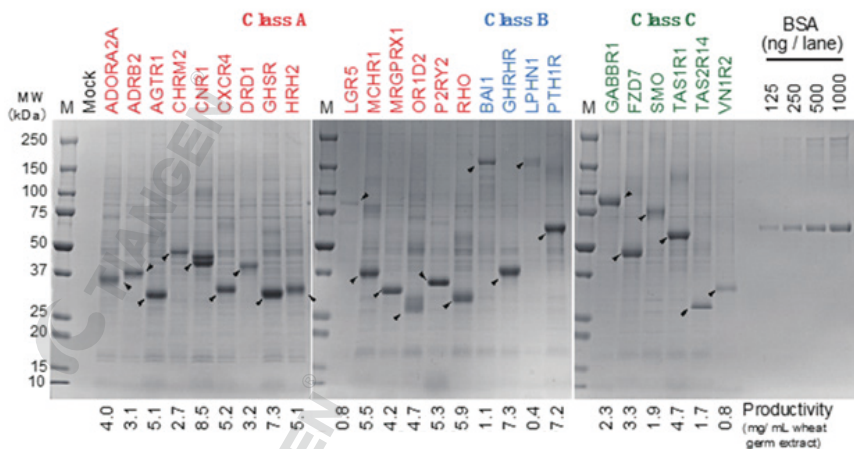 Class A
Class B
Class C
BSA
(ng / lane)
125 250 500 1000
MW
(kDa)
M Mock ADORA2A ADRB2 AGTR1 CHRM2 CNR1 CXCR4 DRD1 GHSR HRH2
M LGR5 MCHR1 MRGPRX1 OR1D2 P2RY2 RHO BAI1 GHRHR LPHN1 PTH1R
M GABBR1 FZD7 SMO TAS1R1 TAS2R14 VN1R2
250
150
100
75
50
37
25
20
15
10
4.0 3.1 5.1 2.7 8.5 5.2 3.2 7.3 5.1
0.8 5.5 4.2 4.7 5.3 5.9 1.1 7.3 0.4 7.2
2.3 3.3 1.9 4.7 1.7 0.8
Productivity
(mg/ mL wheat
germ extract)
TIANGEN®